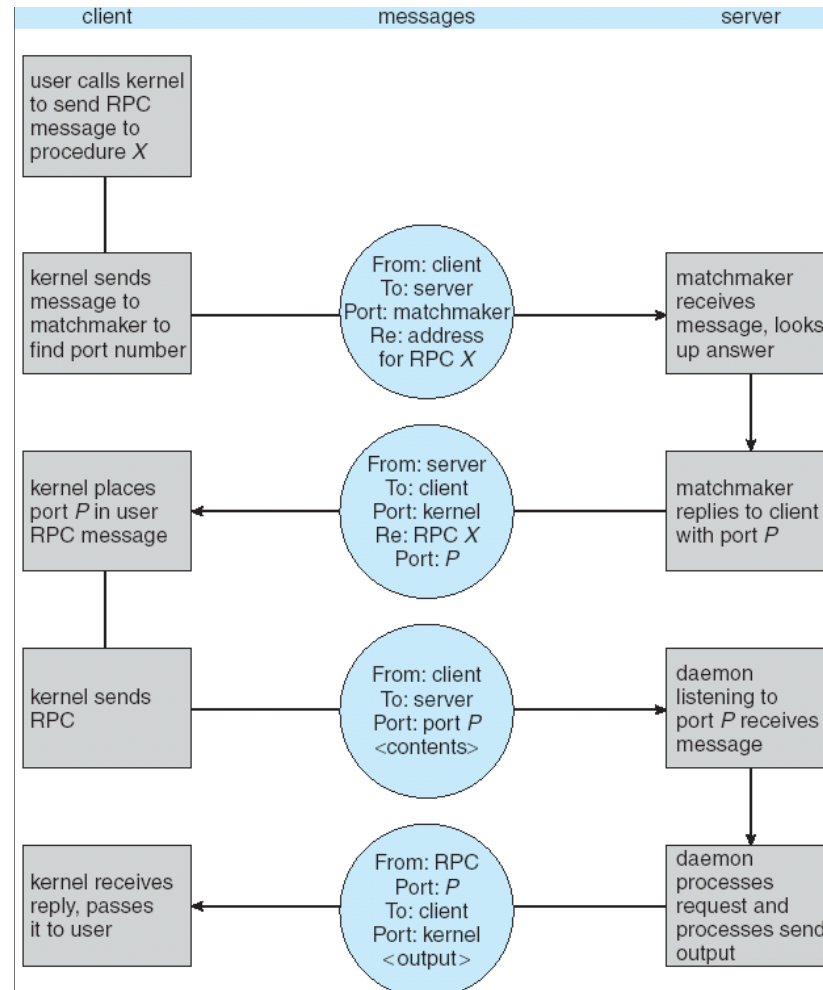 client
messages
server
user calls kernel
to send RPC
message to
procedure X
kernel sends
message to
matchmaker to
find port number
From: client
To: server
Port: matchmaker
Re: address
for RPC X
matchmaker
receives
message, looks
up answer
kernel places
port P in user
RPC message
From: server
To: client
Port: kernel
Re: RPC X
Port: P
matchmaker
replies to client
with port P
kernel sends
RPC
From: client
To: server
Port: port P
<contents>
daemon
listening to
port P receives
message
kernel receives
reply, passes
it to user
From: RPC
Port: P
To: client
Port: kernel
<output>
daemon
processes
request and
processes send
output